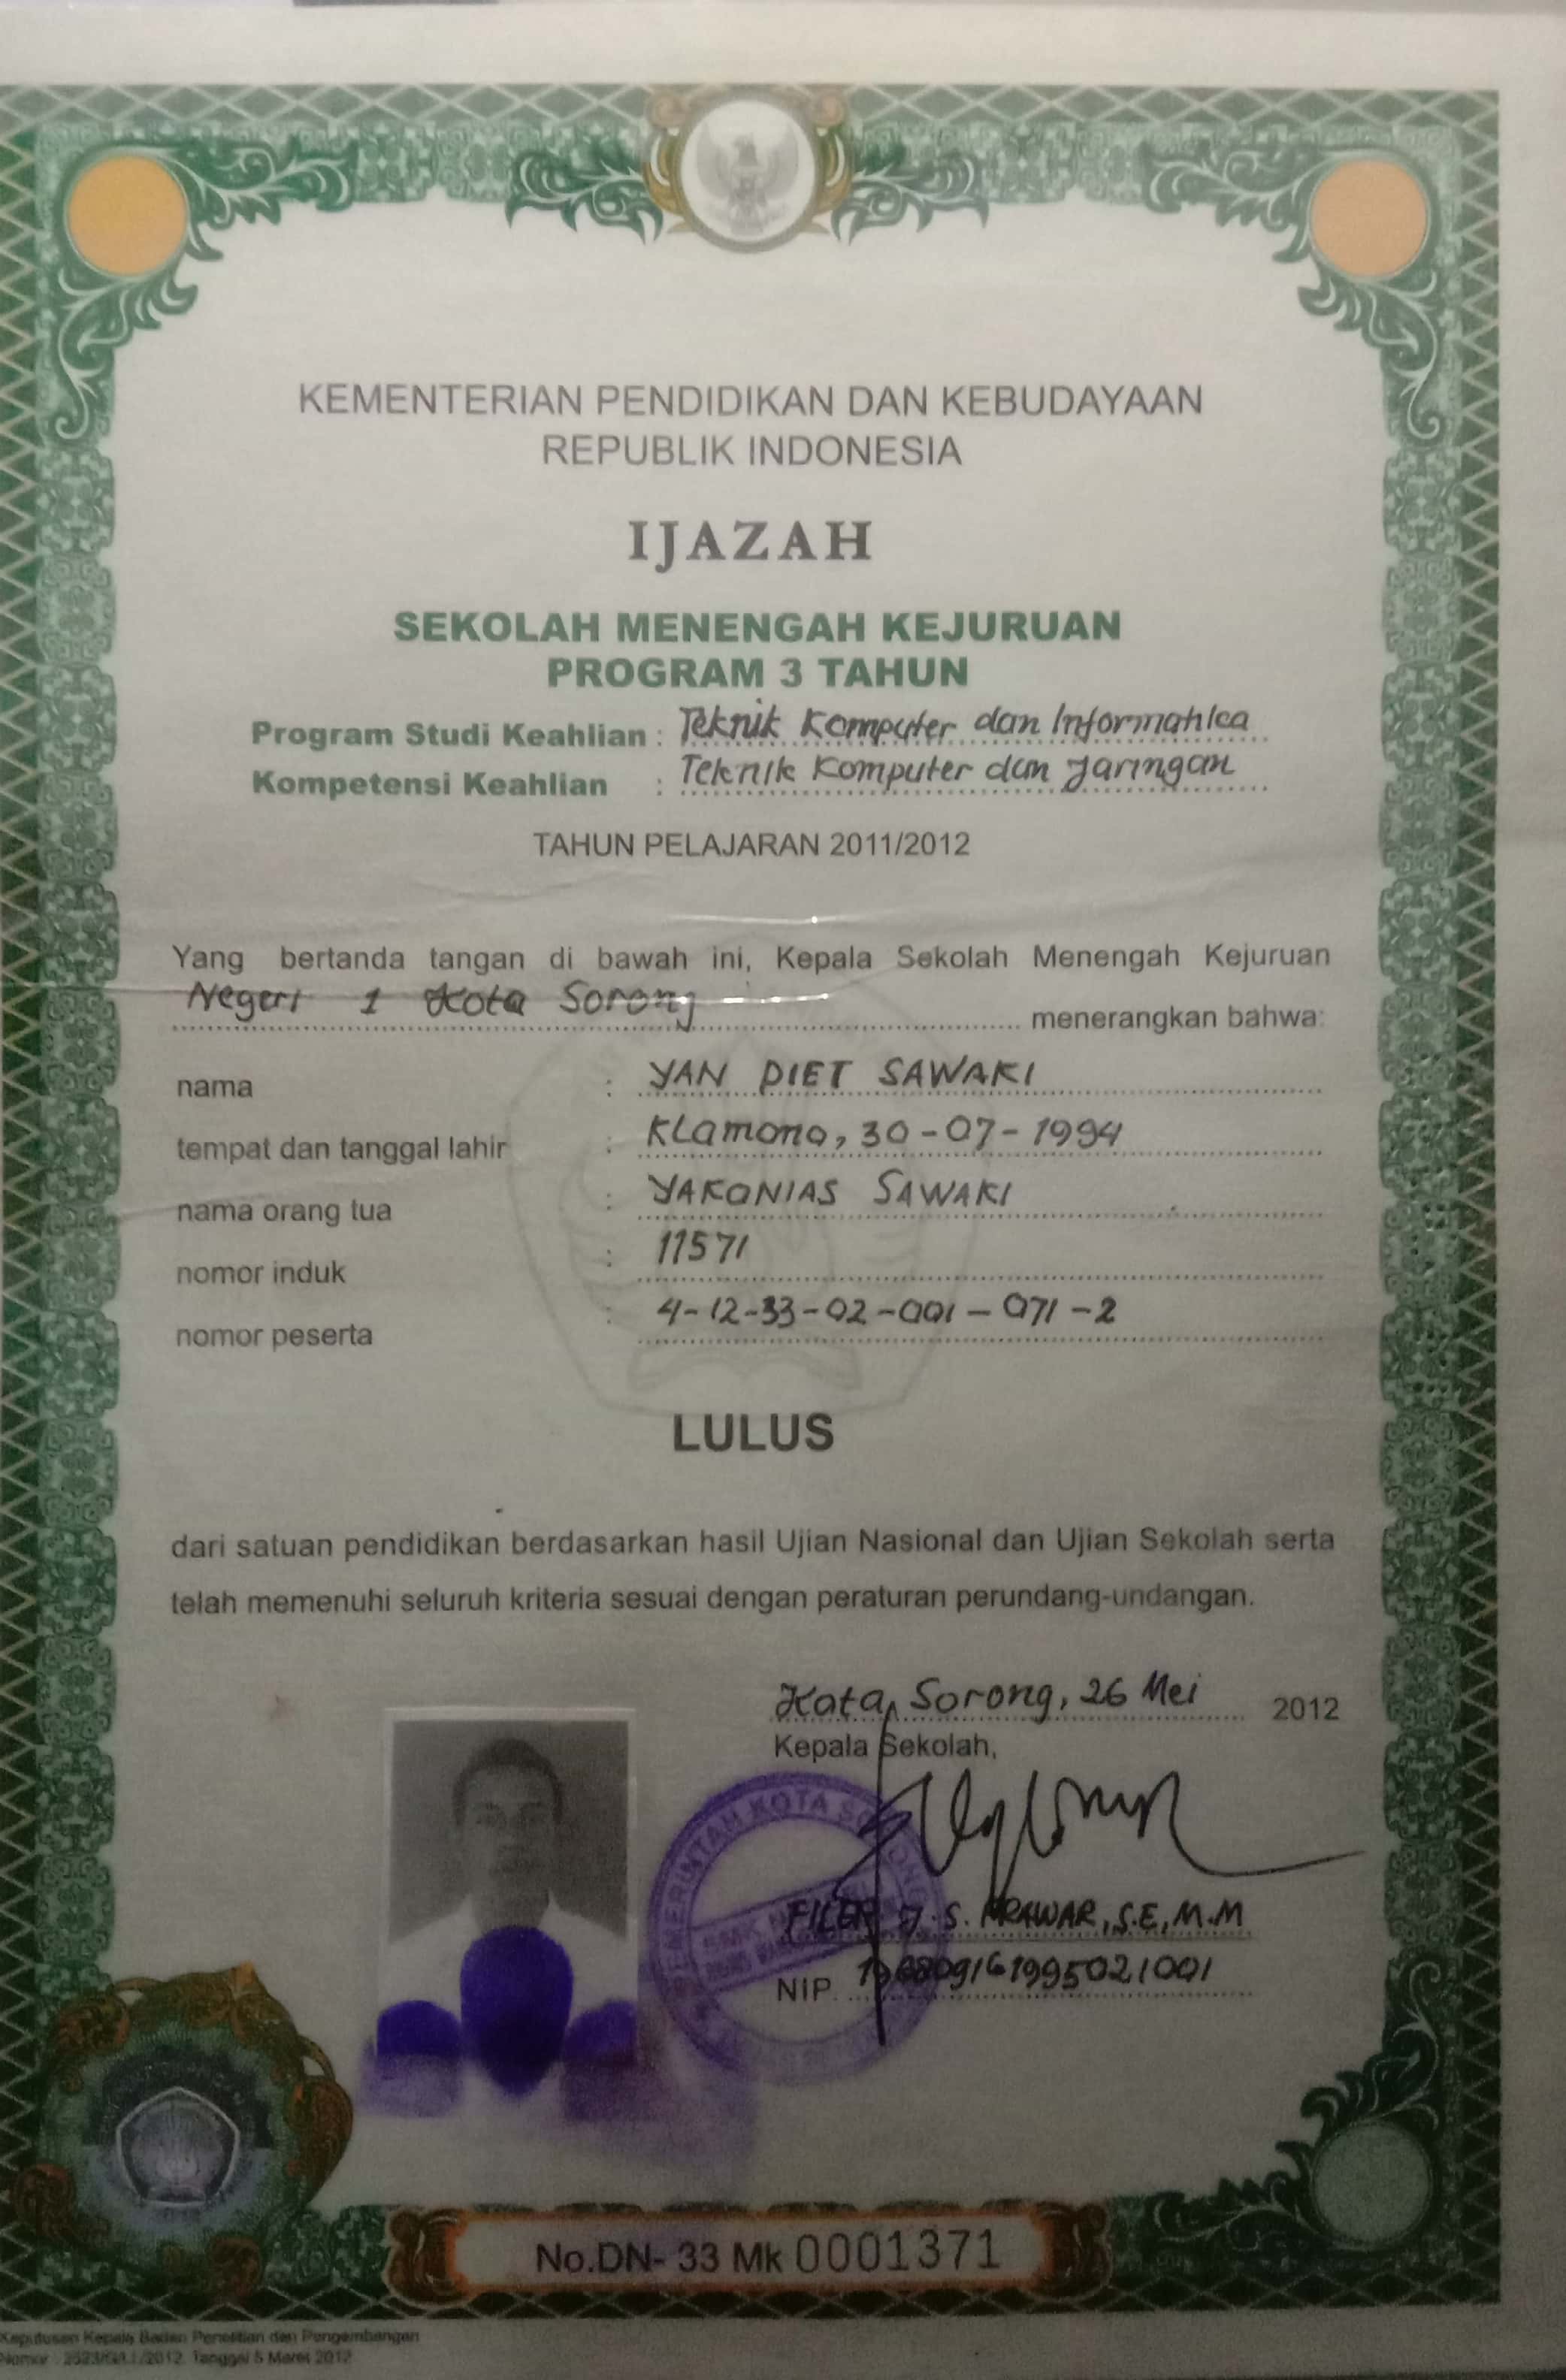 KEMENTERIAN PENDIDIKAN DAN KEBUDAYAAN
REPUBLIK INDONESIA
IJAZAH
SEKOLAH MENENGAH KEJURUAN
PROGRAM 3 TAHUN
Program Studi Keahlian : Teknik Komputer dan Informatika
Kompetensi Keahlian : Teknik Komputer dan Jaringan
TAHUN PELAJARAN 2011/2012
Yang bertanda tangan di bawah ini, Kepala Sekolah Menengah Kejuruan
Negeri 1 Kota Sorong menerangkan bahwa:
nama : YAN DIET SAWAKI
tempat dan tanggal lahir : Klamono, 30-07-1994
nama orang tua : YAKONIAS SAWAKI
nomor induk : 11571
nomor peserta : 4-12-33-02-001-071-2
LULUS
dari satuan pendidikan berdasarkan hasil Ujian Nasional dan Ujian Sekolah serta
telah memenuhi seluruh kriteria sesuai dengan peraturan perundang-undangan.
Kota Sorong, 26 Mei 2012
Kepala Sekolah,
PEMERINTAH KOTA SORONG
S. S.E, M.M
NIP. 196809161995021001
No.DN- 33 Mk 0001371
Keputusan Kepala Badan Penelitian dan Pengembangan
Nomor : Tanggal 5 Maret 2012